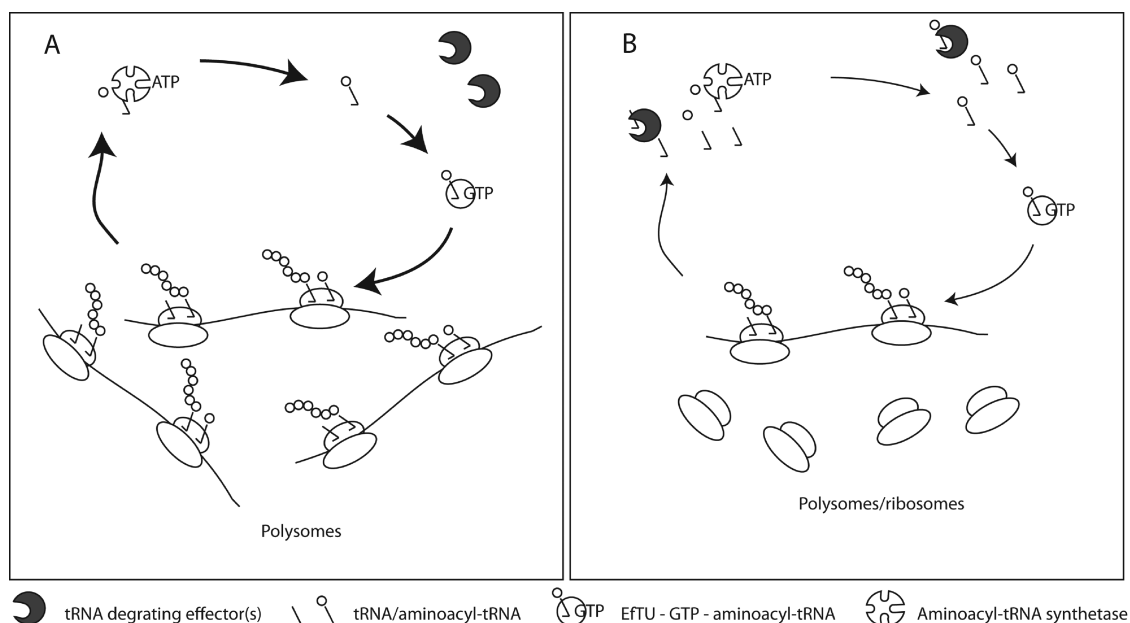 A
B
ATP
GTP
Polysomes
ATP
GTP
Polysomes/ribosomes
tRNA degrating effector(s)
tRNA/aminoacyl-tRNA
GTP
EfTU - GTP - aminoacyl-tRNA
Aminoacyl-tRNA synthetase